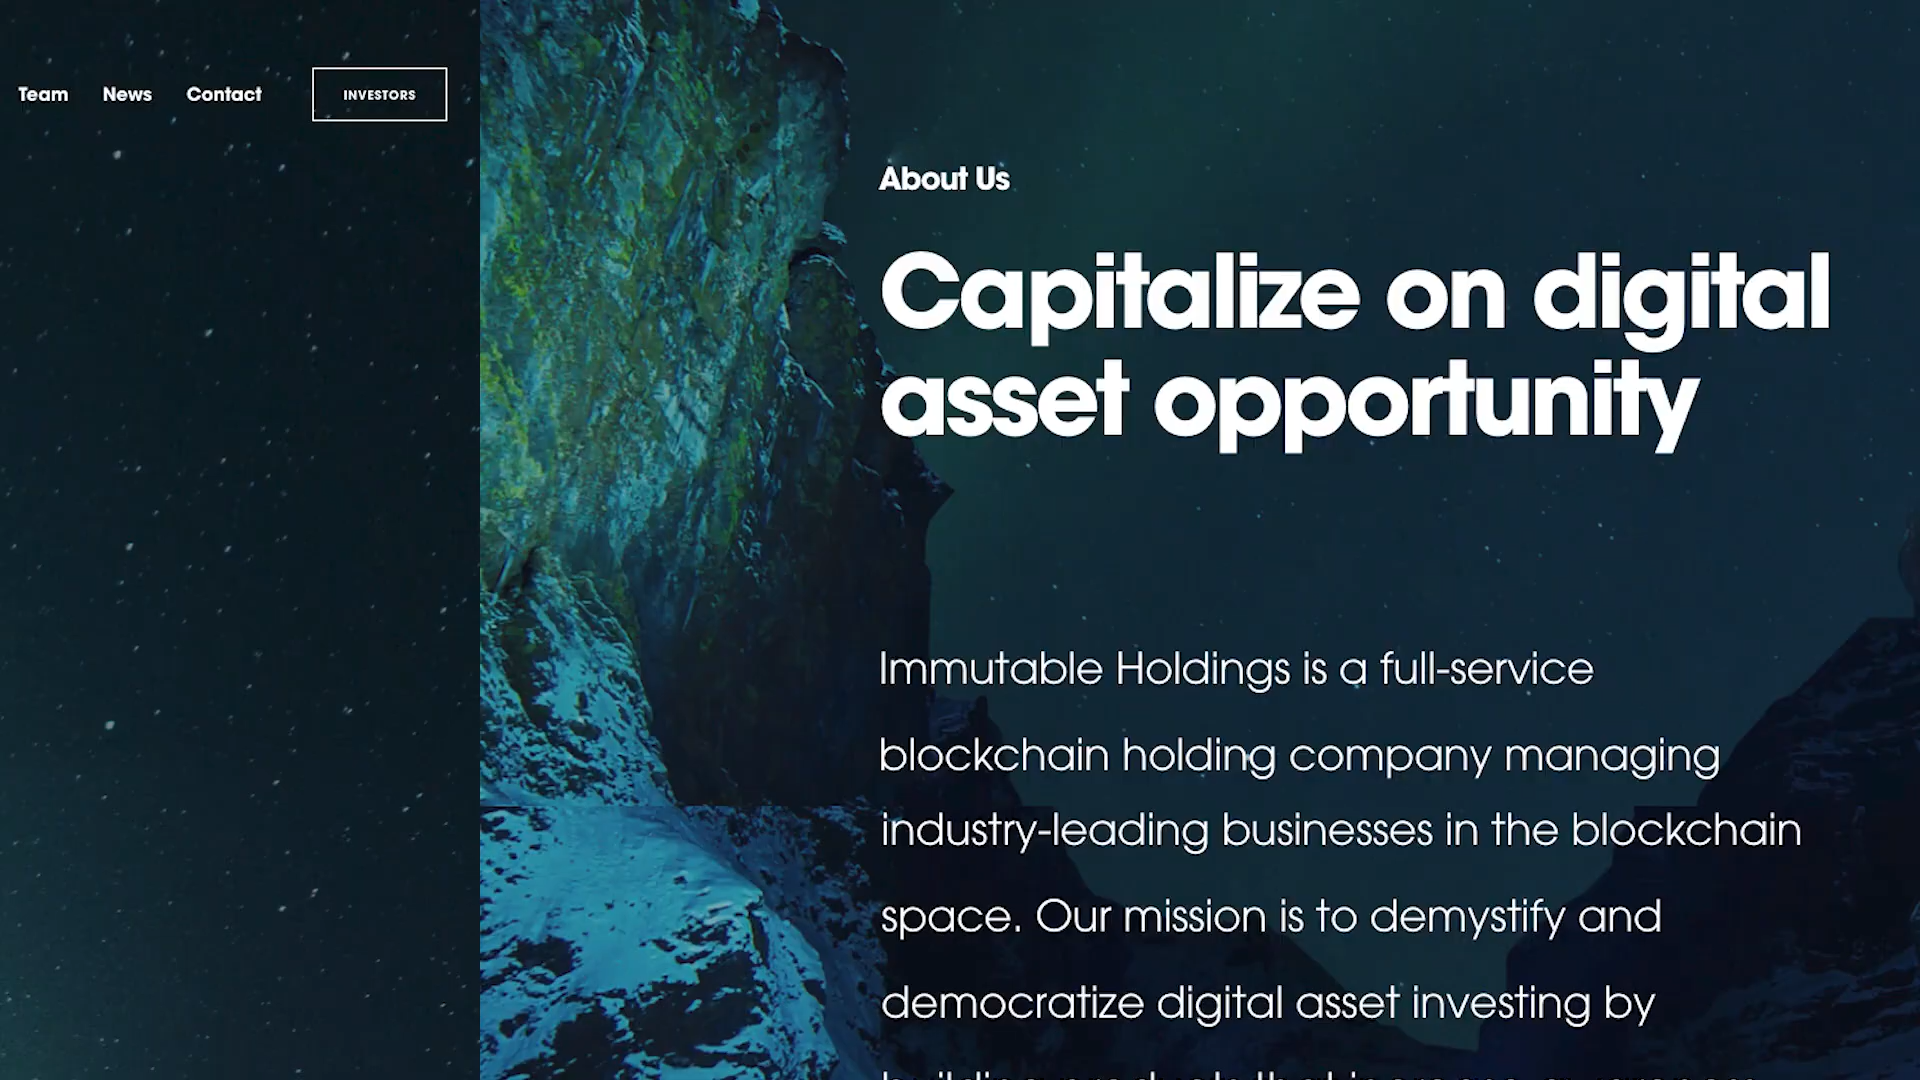 Team News Contact INVESTORS
About Us
Capitalize on digital
asset opportunity
Immutable Holdings is a full-service
blockchain holding company managing
industry-leading businesses in the blockchain
space. Our mission is to demystify and
democratize digital asset investing by